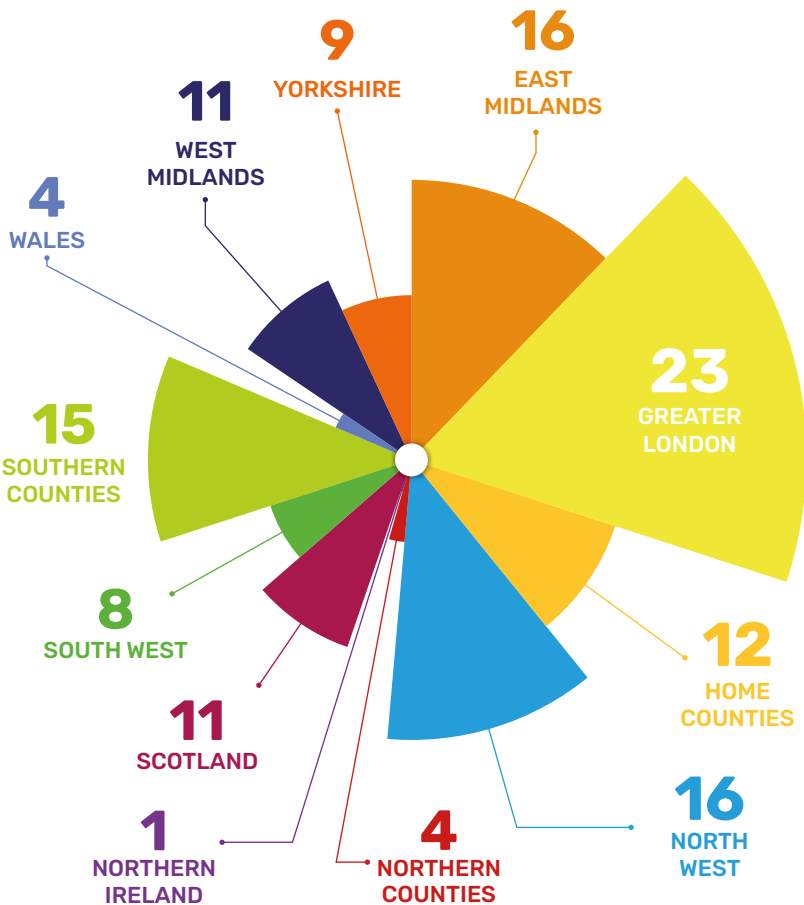 9
YORKSHIRE
16
EAST
MIDLANDS
11
WEST
MIDLANDS
4
WALES
23
GREATER
LONDON
15
SOUTHERN
COUNTIES
8
SOUTH WEST
12
HOME
COUNTIES
11
SCOTLAND
16
NORTH
WEST
1
NORTHERN
IRELAND
4
NORTHERN
COUNTIES